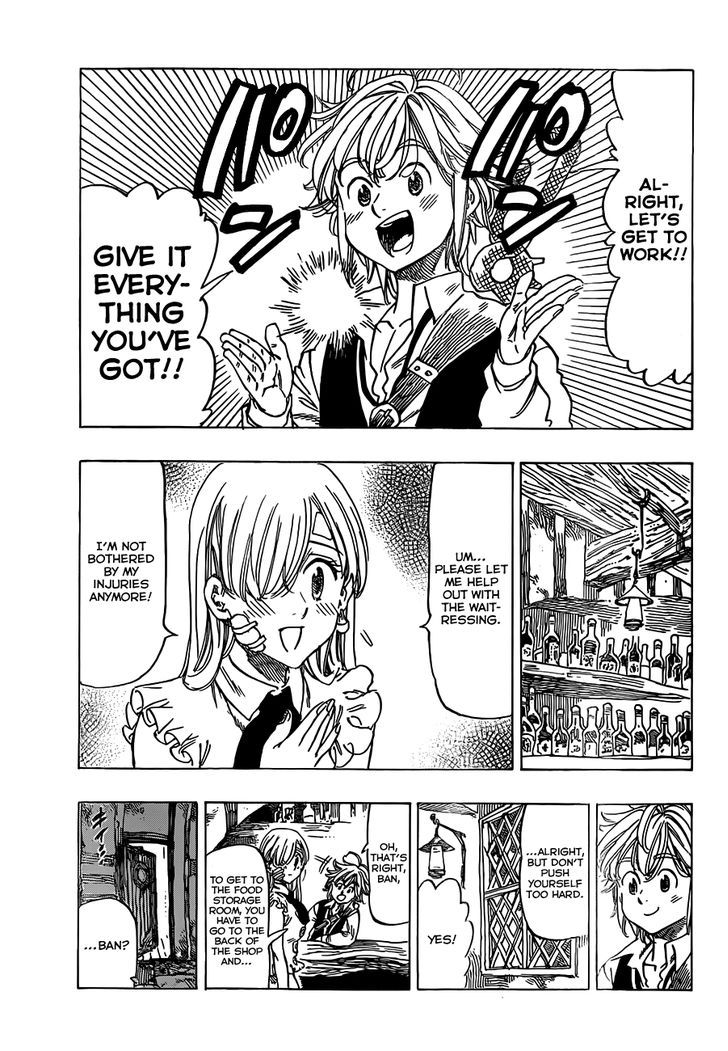 AL-
RIGHT,
LET'S
GET TO
WORK!!
パン
パン
GIVE IT
EVERY-
THING
YOU'VE
GOT!!
UM...
PLEASE LET
ME HELP
OUT WITH
THE WAIT-
RESSING.
I'M NOT
BOTHERED
BY MY
INJURIES
ANYMORE!
...ALRIGHT,
BUT DON'T
PUSH
YOURSELF
TOO HARD.
YES!
OH,
THAT'S
RIGHT,
BAN,
TO GET TO
THE FOOD
STORAGE
ROOM, YOU
HAVE TO
GO TO THE
BACK OF
THE SHOP
AND...
...BAN?